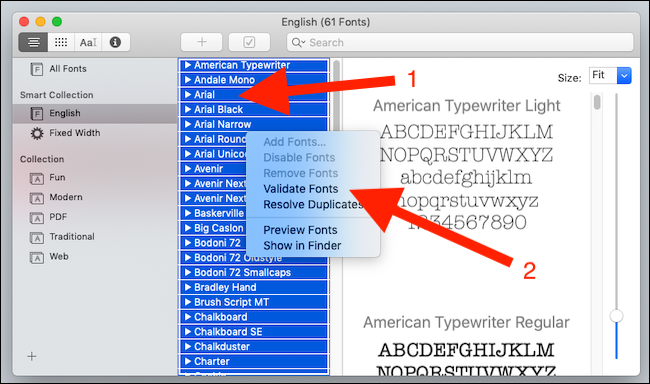 English (61 Fonts)
AaI
Search
All Fonts
Smart Collection
English
Fixed Width
Collection
Fun
Modern
PDF
Traditional
Web
American Typewriter
Andale Mono
Arial
Arial Black
Arial Narrow
Arial Round
Arial Unico
Avenir
Avenir Next
Avenir Next
Baskerville
Big Caslon
Bodoni 72
Bodoni 72 Oldstyle
Bodoni 72 Smallcaps
Bradley Hand
Brush Script MT
Chalkboard
Chalkboard SE
Chalkduster
Charter
Add Fonts...
Disable Fonts
Remove Fonts
Validate Fonts
Resolve Duplicates
Preview Fonts
Show in Finder
1
2
Size: Fit
American Typewriter Light
ABCDEFGHIJKLM
NOPQRSTUVWXYZ
abcdefghijklm
nopqrstuvwxyz
1234567890
American Typewriter Regular
ABCDEFGHIJKLM
NOPQRSTUVWXYZ